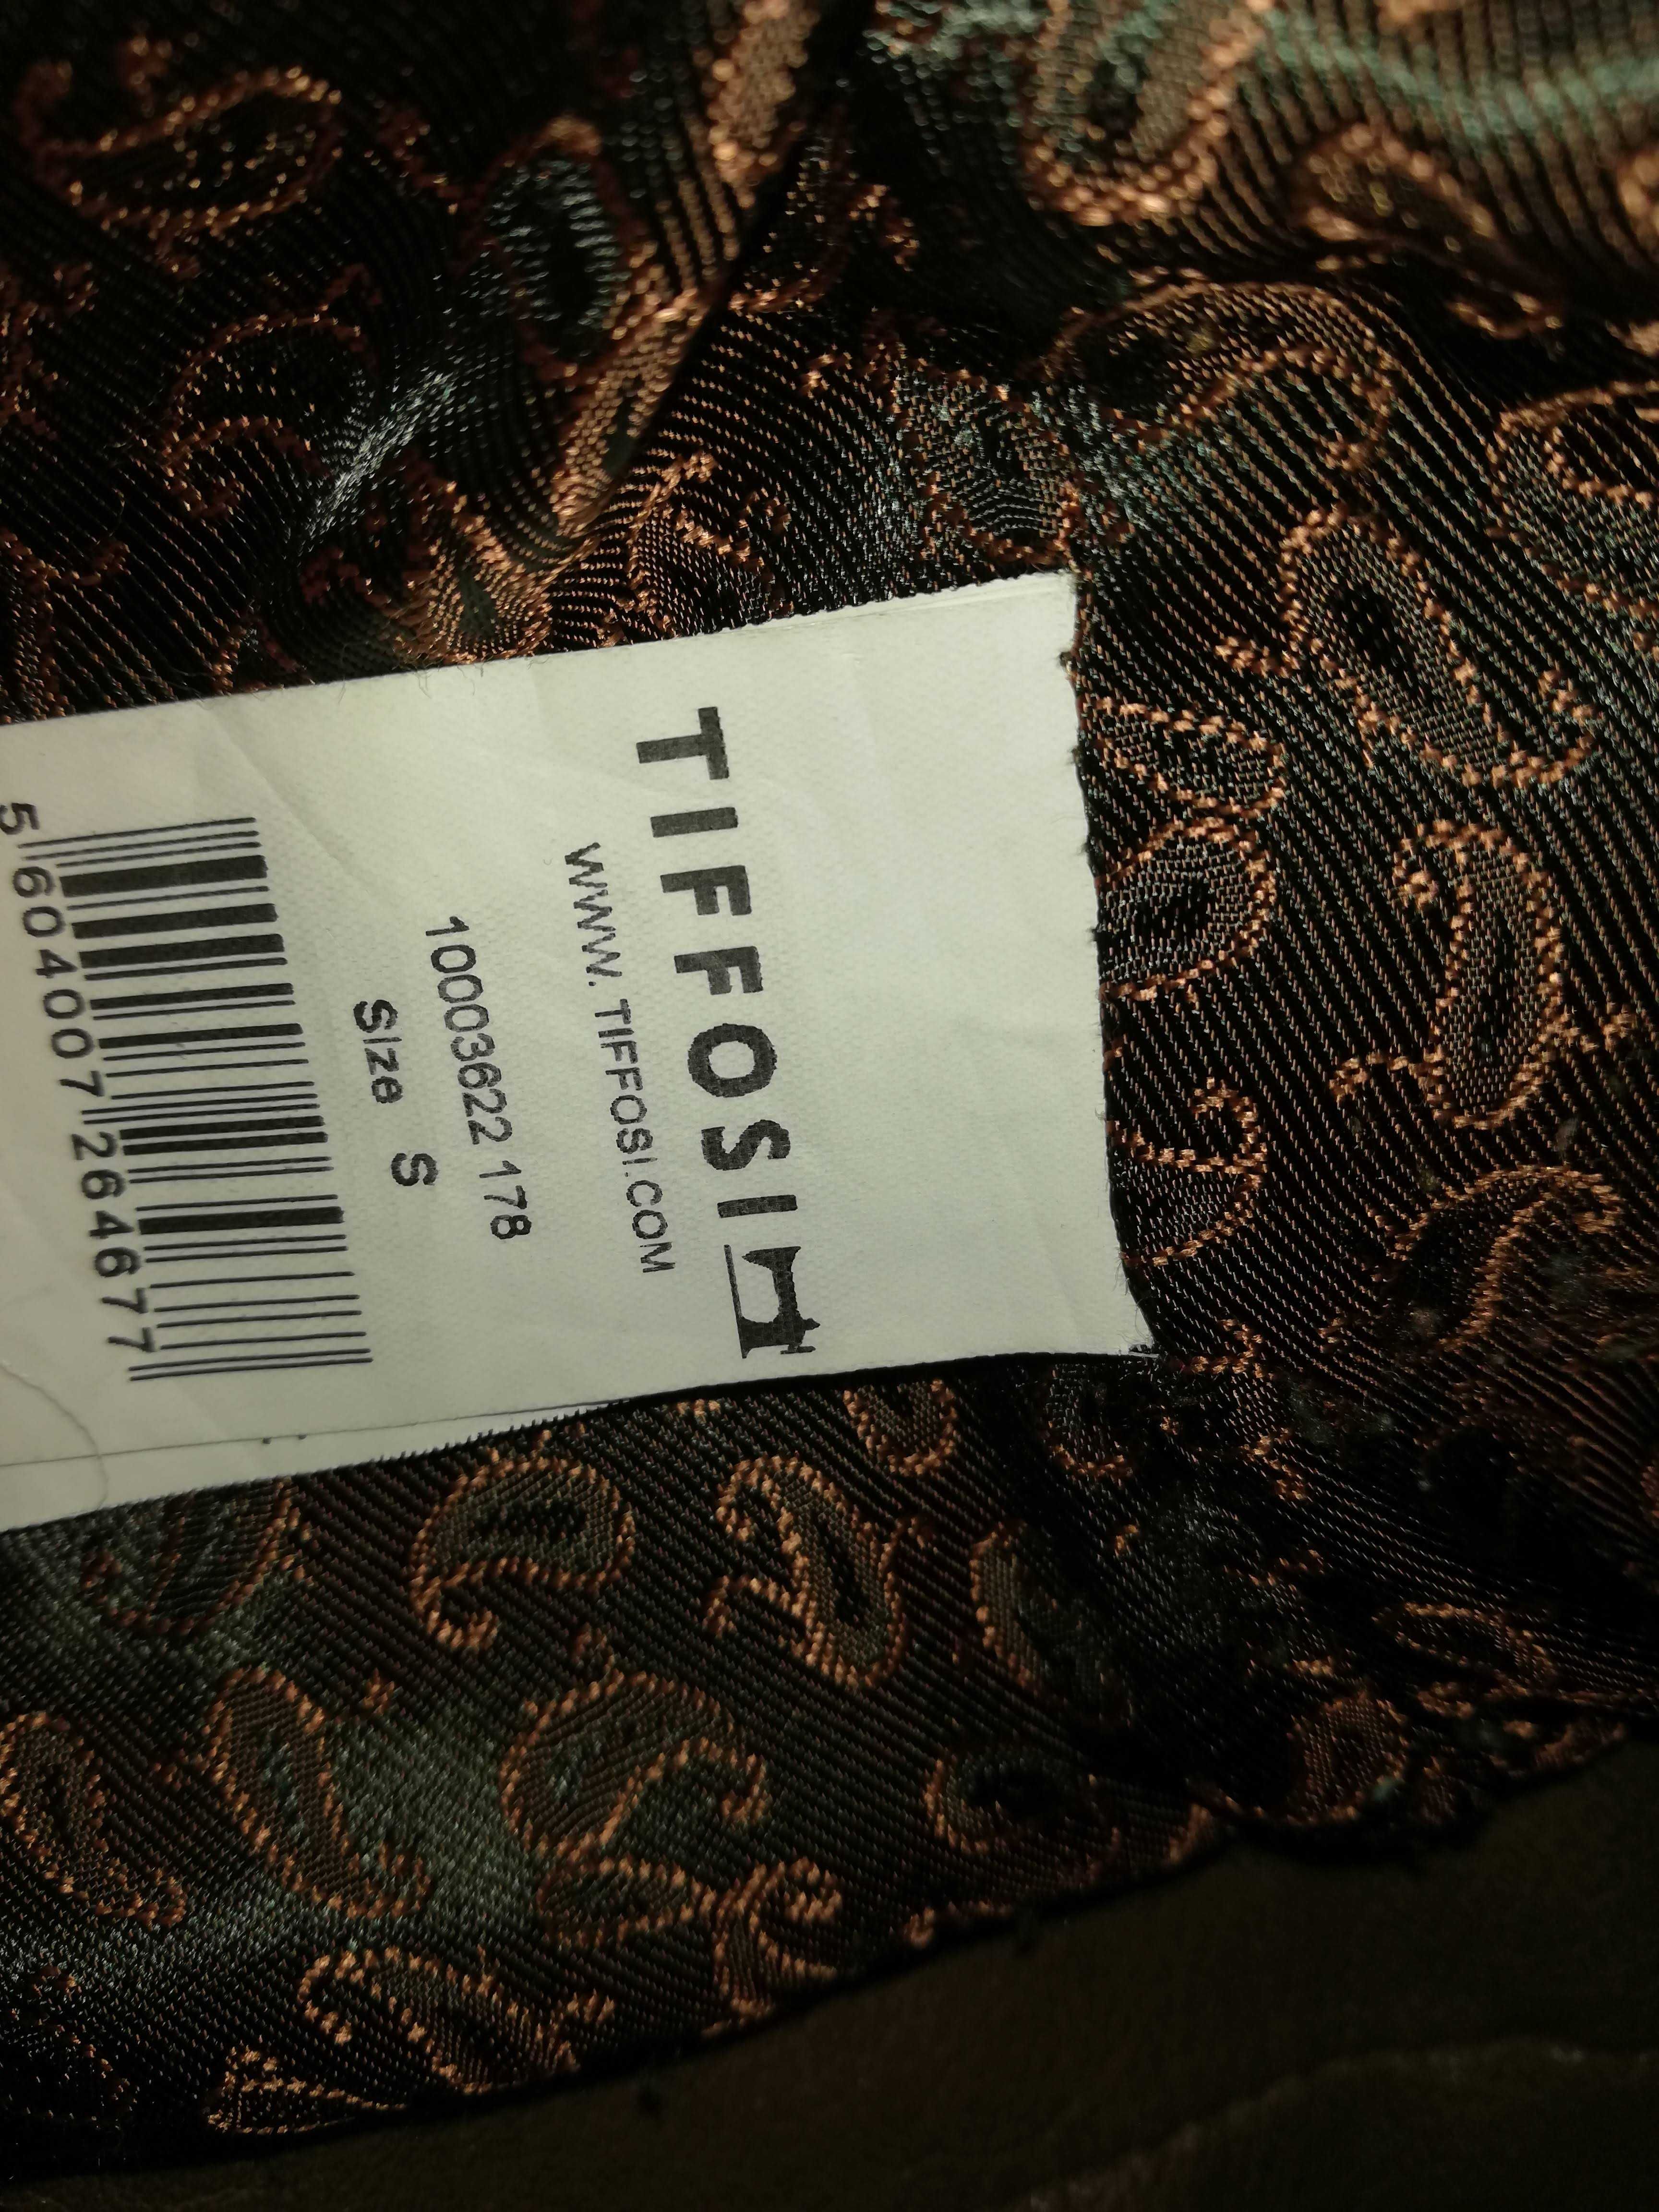 TIFFOSI
WWW.TIFFOSI.COM
10003622 178
Size S
5 604007 264677